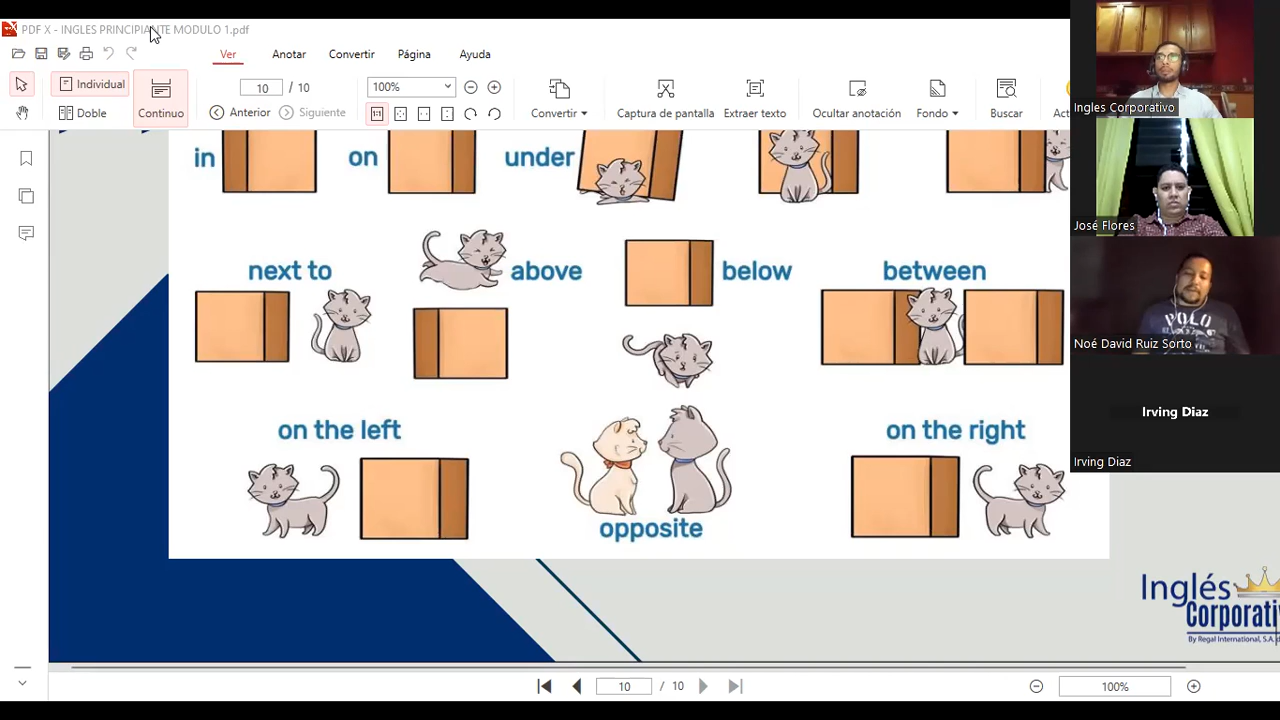 PDF X - INGLES PRINCIPIANTE MODULO 1.pdf
Ver Anotar Convertir Página Ayuda
Individual
Doble
Continuo
10 / 10
Anterior Siguiente
100%
Convertir
Captura de pantalla
Extraer texto
Ocultar anotación
Fondo
Buscar
Ingles Corporativo
José Flores
Noé David Ruiz Sorto
Irving Diaz
Irving Diaz
in on under
next to above below between
on the left on the right
opposite
Inglés
By Regal International, S.A.
10 / 10
100%